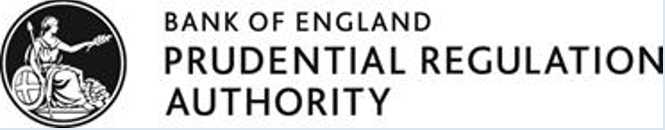 BANK OF ENGLAND
PRUDENTIAL REGULATION
AUTHORITY